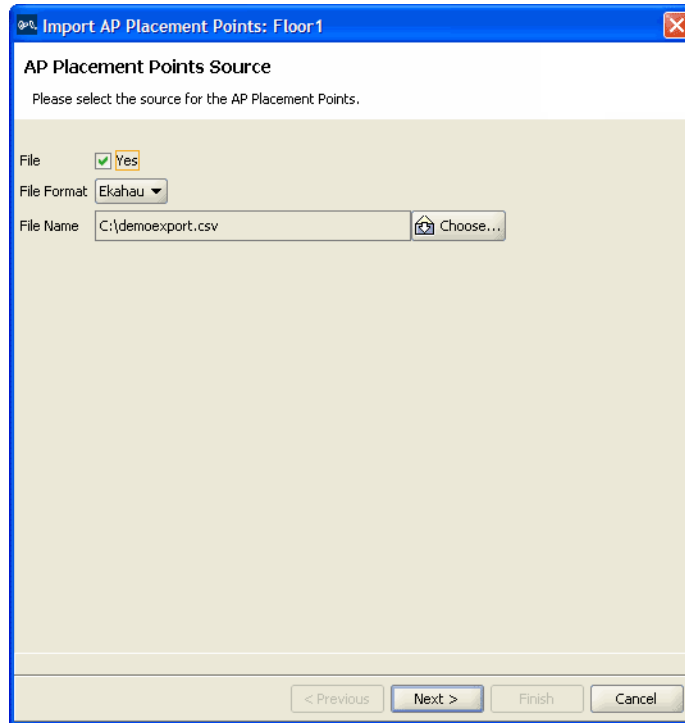 Import AP Placement Points: Floor1
AP Placement Points Source
Please select the source for the AP Placement Points.
File Yes
File Format Ekahau
File Name C:\demoexport.csv Choose...
< Previous Next > Finish Cancel